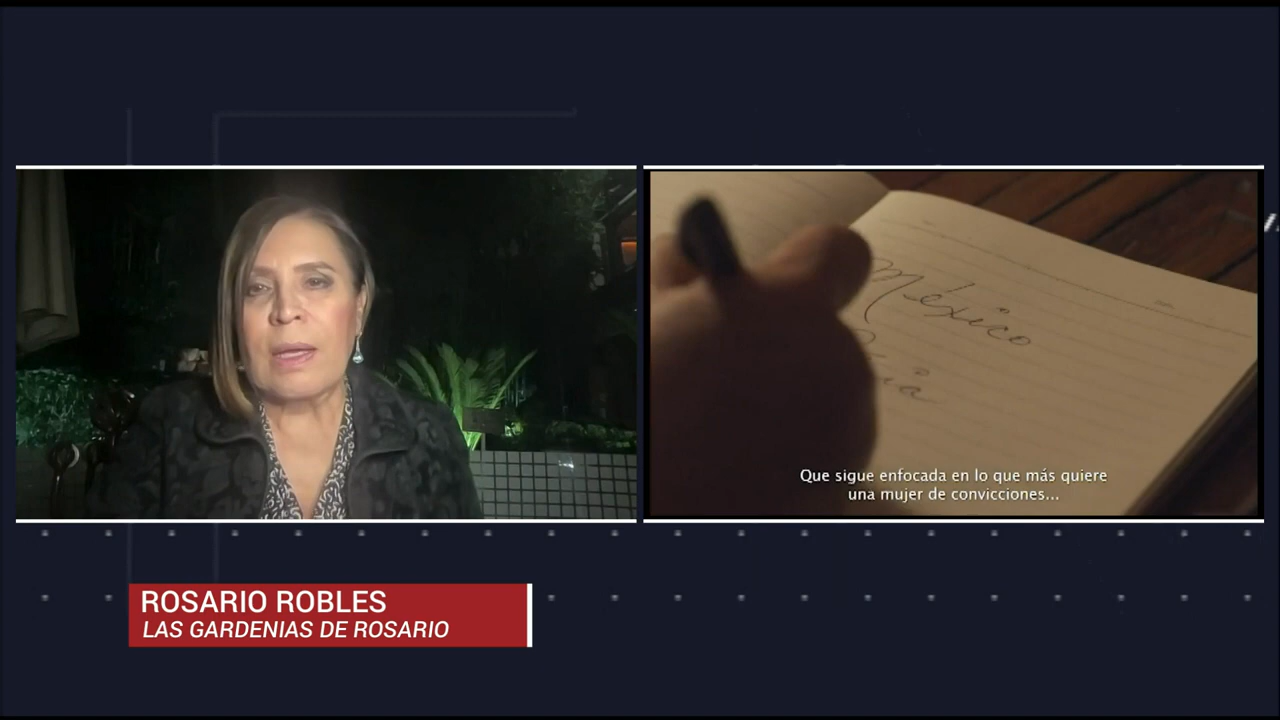 México
Que sigue enfocada en lo que más quiere
una mujer de convicciones...
ROSARIO ROBLES
LAS GARDENIAS DE ROSARIO